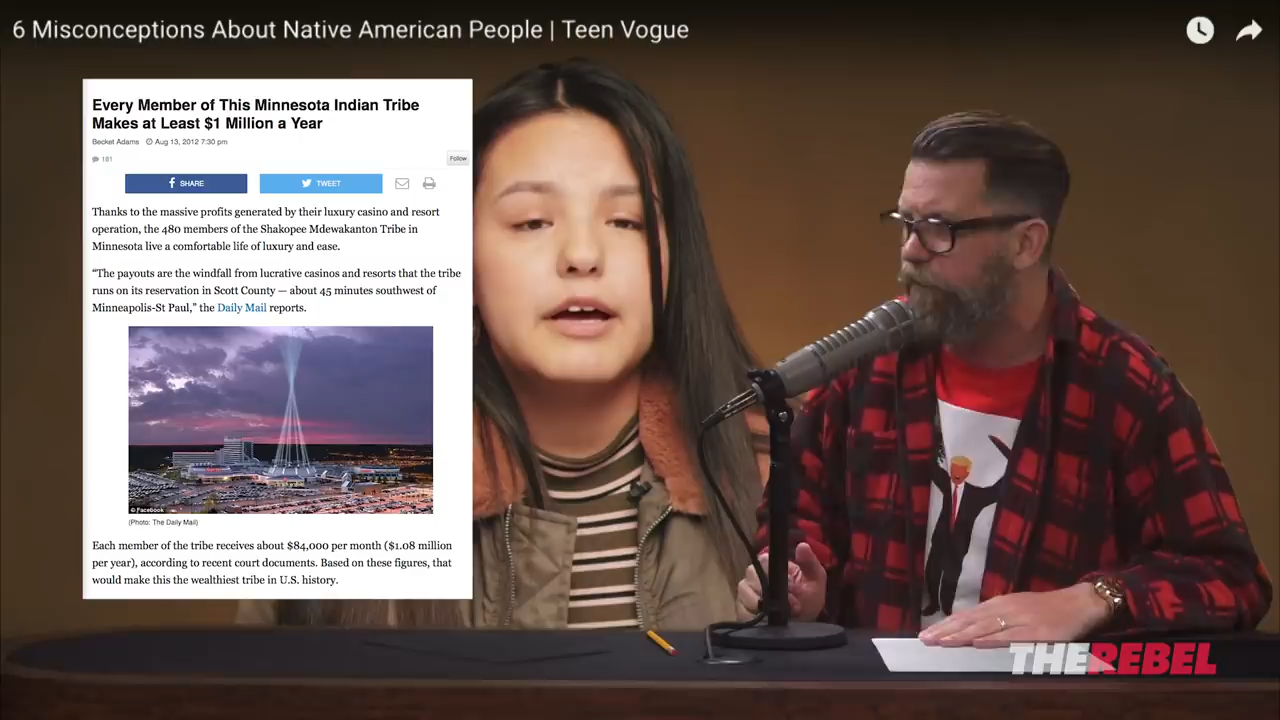 6 Misconceptions About Native American People | Teen Vogue
Every Member of This Minnesota Indian Tribe
Makes at Least $1 Million a Year
Becket Adams Aug 13, 2012 7:30 pm
181
Follow
SHARE
TWEET
Thanks to the massive profits generated by their luxury casino and resort
operation, the 480 members of the Shakopee Mdewakanton Tribe in
Minnesota live a comfortable life of luxury and ease.
“The payouts are the windfall from lucrative casinos and resorts that the tribe
runs on its reservation in Scott County — about 45 minutes southwest of
Minneapolis-St Paul,” the Daily Mail reports.
© Facebook
(Photo: The Daily Mail)
Each member of the tribe receives about $84,000 per month ($1.08 million
per year), according to recent court documents. Based on these figures, that
would make this the wealthiest tribe in U.S. history.
THEREBEL